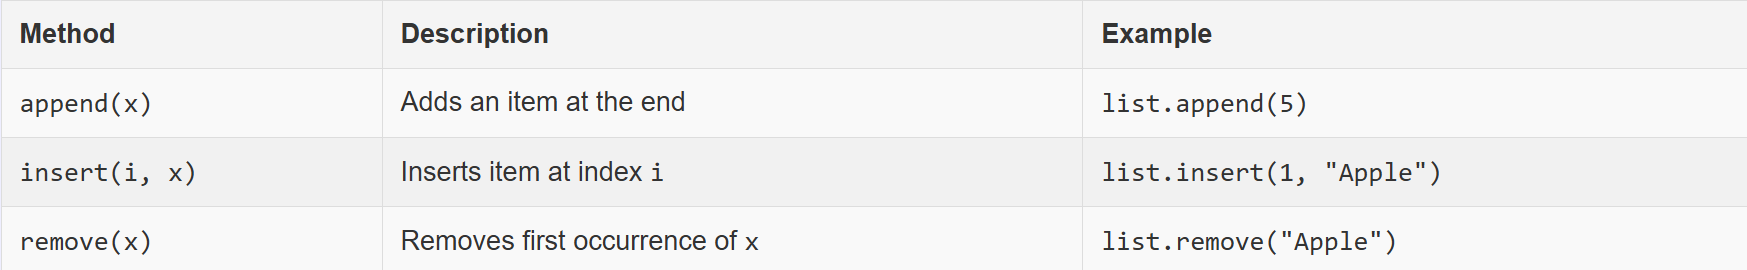 Method Description Example
append(x) Adds an item at the end list.append(5)
insert(i, x) Inserts item at index i list.insert(1, "Apple")
remove(x) Removes first occurrence of x list.remove("Apple")